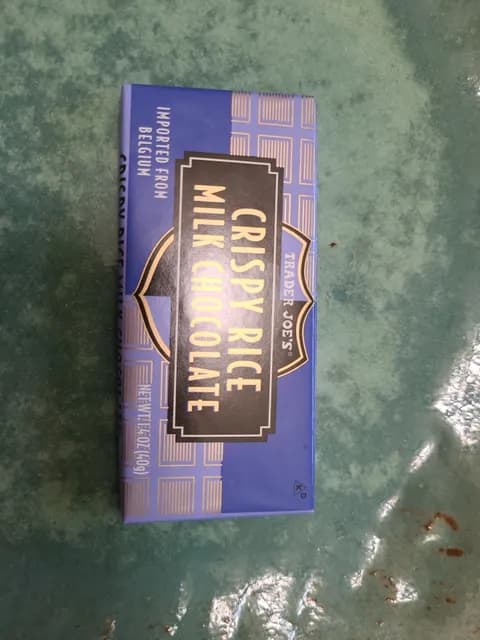 TRADER JOE'S®
CRISPY RICE
MILK CHOCOLATE
IMPORTED FROM
BELGIUM
NET WT. 1.4 OZ (40g)